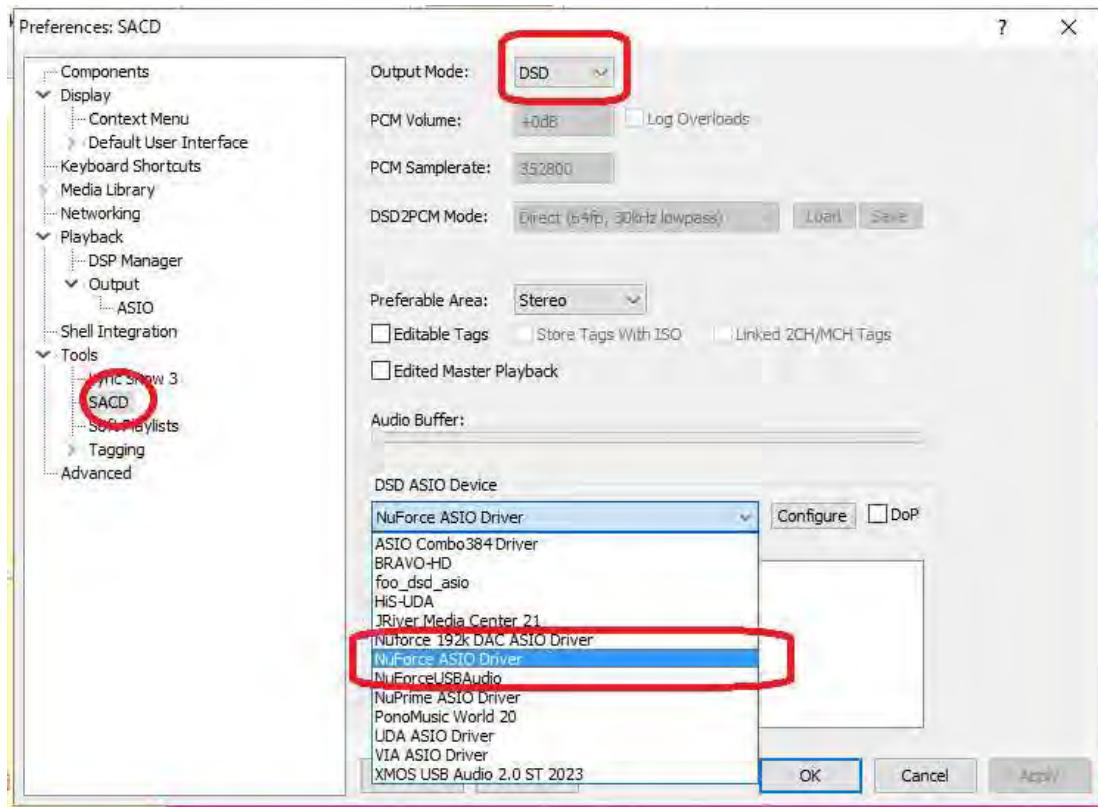 Preferences: SACD
? X
Components
Display
Context Menu
Default User Interface
Keyboard Shortcuts
Media Library
Networking
Playback
DSP Manager
Output
ASIO
Shell Integration
Tools
Lyric Show 3
SACD
Soft Playlists
Tagging
Advanced
Output Mode: DSD
PCM Volume: +0dB Log Overloads
PCM Samplerate: 352800
DSD2PCM Mode: Direct (64fp, 30kHz lowpass) Load Save
Preferable Area: Stereo
Editable Tags Store Tags With ISO Linked 2CH/MCH Tags
Edited Master Playback
Audio Buffer:
DSD ASIO Device
NuForce ASIO Driver Configure DoP
ASIO Combo384 Driver
BRAVO-HD
foo_dsd_asio
HiS-UDA
JRiver Media Center 21
Nuforce 192k DAC ASIO Driver
NuForce ASIO Driver
NuForceUSBAudio
NuPrime ASIO Driver
PonoMusic World 20
UDA ASIO Driver
VIA ASIO Driver
XMOS USB Audio 2.0 ST 2023
OK Cancel Apply